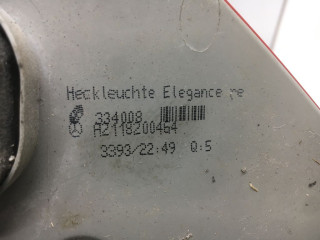 Heckleuchte Elegance re
334008
A2118200464
3393/22:49 Q:5